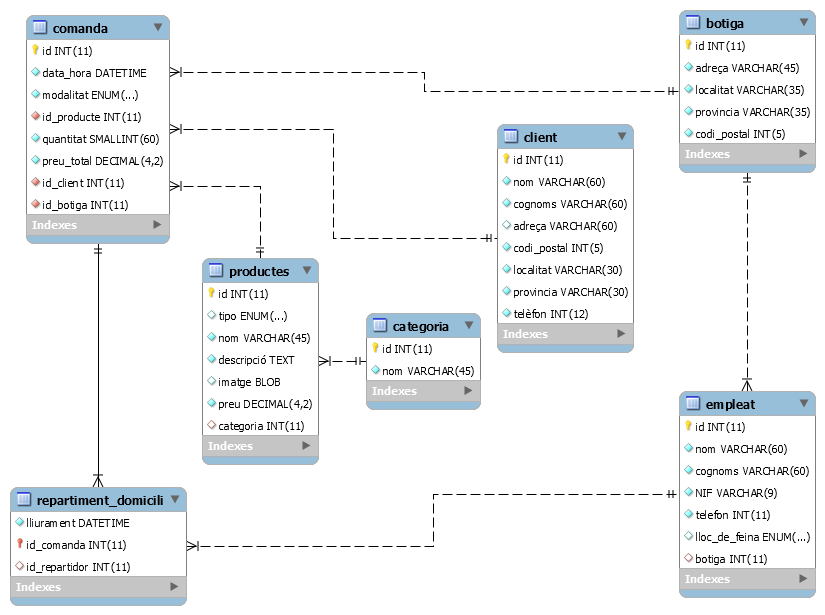 comanda
id INT(11)
data_hora DATETIME
modalitat ENUM(...)
id_producte INT(11)
quantitat SMALLINT(60)
preu_total DECIMAL(4,2)
id_client INT(11)
id_botiga INT(11)
Indexes
botiga
id INT(11)
adreça VARCHAR(45)
localitat VARCHAR(35)
provincia VARCHAR(35)
codi_postal INT(5)
Indexes
client
id INT(11)
nom VARCHAR(60)
cognoms VARCHAR(60)
adreça VARCHAR(60)
codi_postal INT(5)
localitat VARCHAR(30)
provincia VARCHAR(30)
telèfon INT(12)
Indexes
productes
id INT(11)
tipo ENUM(...)
nom VARCHAR(45)
descripció TEXT
imatge BLOB
preu DECIMAL(4,2)
categoria INT(11)
Indexes
categoria
id INT(11)
nom VARCHAR(45)
Indexes
empleat
id INT(11)
nom VARCHAR(60)
cognoms VARCHAR(60)
NIF VARCHAR(9)
telefon INT(11)
lloc_de_feina ENUM(...)
botiga INT(11)
Indexes
repartiment_domicili
lliurament DATETIME
id_comanda INT(11)
id_repartidor INT(11)
Indexes